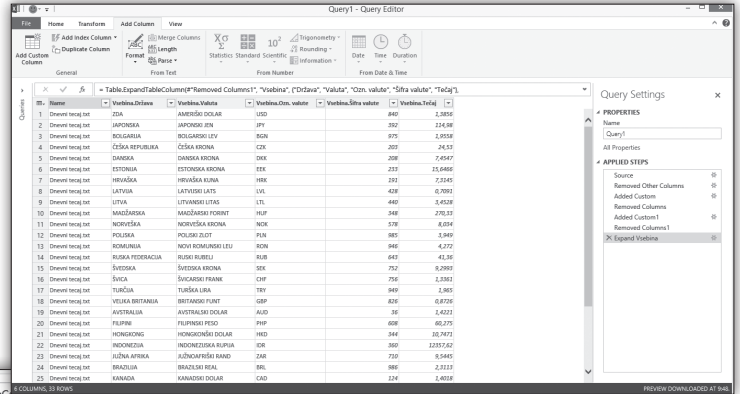 Query1 - Query Editor
File Home Transform Add Column View
Add Custom Column
Add Index Column
Duplicate Column
General
Format
Merge Columns
Length
Parse
From Text
Statistics Standard Scientific
10²
Trigonometry
Rounding
Information
From Number
Date Time Duration
From Date & Time
Queries
= Table.ExpandTableColumn(#"Removed Columns1", "Vsebina", {"Država", "Valuta", "Ozn. valute", "Šifra valute", "Tečaj"},
Name Vsebina.Država Vsebina.Valuta Vsebina.Ozn. valute Vsebina.Šifra valute Vsebina.Tečaj
1 Dnevni tecaj.txt ZDA AMERIŠKI DOLAR USD 840 1,3856
2 Dnevni tecaj.txt JAPONSKA JAPONSKI JEN JPY 392 114,98
3 Dnevni tecaj.txt BOLGARIJA BOLGARSKI LEV BGN 975 1,9558
4 Dnevni tecaj.txt ČEŠKA REPUBLIKA ČEŠKA KRONA CZK 203 24,53
5 Dnevni tecaj.txt DANSKA DANSKA KRONA DKK 208 7,4547
6 Dnevni tecaj.txt ESTONIJA ESTONSKA KRONA EEK 233 15,6466
7 Dnevni tecaj.txt HRVAŠKA HRVAŠKA KUNA HRK 191 7,3145
8 Dnevni tecaj.txt LATVIJA LATVIJSKI LATS LVL 428 0,7091
9 Dnevni tecaj.txt LITVA LITVANSKI LITAS LTL 440 3,4528
10 Dnevni tecaj.txt MADŽARSKA MADŽARSKI FORINT HUF 348 270,33
11 Dnevni tecaj.txt NORVEŠKA NORVEŠKA KRONA NOK 578 8,034
12 Dnevni tecaj.txt POLJSKA POLJSKI ZLOT PLN 985 3,949
13 Dnevni tecaj.txt ROMUNIJA NOVI ROMUNSKI LEU RON 946 4,272
14 Dnevni tecaj.txt RUSKA FEDERACIJA RUSKI RUBELJ RUB 643 41,36
15 Dnevni tecaj.txt ŠVEDSKA ŠVEDSKA KRONA SEK 752 9,2993
16 Dnevni tecaj.txt ŠVICA ŠVICARSKI FRANK CHF 756 1,3361
17 Dnevni tecaj.txt TURČIJA TURŠKA LIRA TRY 949 1,965
18 Dnevni tecaj.txt VELIKA BRITANIJA BRITANSKI FUNT GBP 826 0,8726
19 Dnevni tecaj.txt AVSTRALIJA AVSTRALSKI DOLAR AUD 36 1,4221
20 Dnevni tecaj.txt FILIPINI FILIPINSKI PESO PHP 608 60,275
21 Dnevni tecaj.txt HONGKONG HONGKONŠKI DOLAR HKD 344 10,7471
22 Dnevni tecaj.txt INDONEZIJA INDONEZIJSKA RUPIJA IDR 360 12357,62
23 Dnevni tecaj.txt JUŽNA AFRIKA JUŽNOAFRIŠKI RAND ZAR 710 9,5445
24 Dnevni tecaj.txt BRAZILIJA BRAZILSKI REAL BRL 986 2,3113
25 Dnevni tecaj.txt KANADA KANADSKI DOLAR CAD 124 1,4018
Query Settings
PROPERTIES
Name
Query1
All Properties
APPLIED STEPS
Source
Removed Other Columns
Added Custom
Removed Columns
Added Custom1
Removed Columns1
Expand Vsebina
6 COLUMNS, 33 ROWS PREVIEW DOWNLOADED AT 9:48.